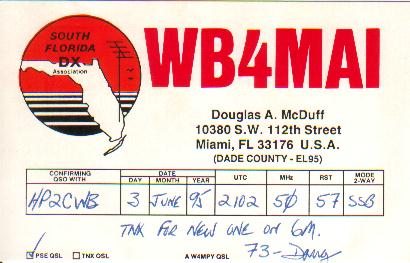 SOUTH
FLORIDA
DX
Association
WB4MAI
Douglas A. McDuff
10380 S.W. 112th Street
Miami, FL 33176 U.S.A.
(DADE COUNTY - EL95)
CONFIRMING QSO WITH DATE DAY MONTH YEAR UTC MHz RST MODE 2-WAY
HP2CWB 3 JUNE 95 2102 50 57 SSB
TNX FER NEW ONE ON 6M.
73-Doug
PSE QSL TNX QSL A W4MPY QSL